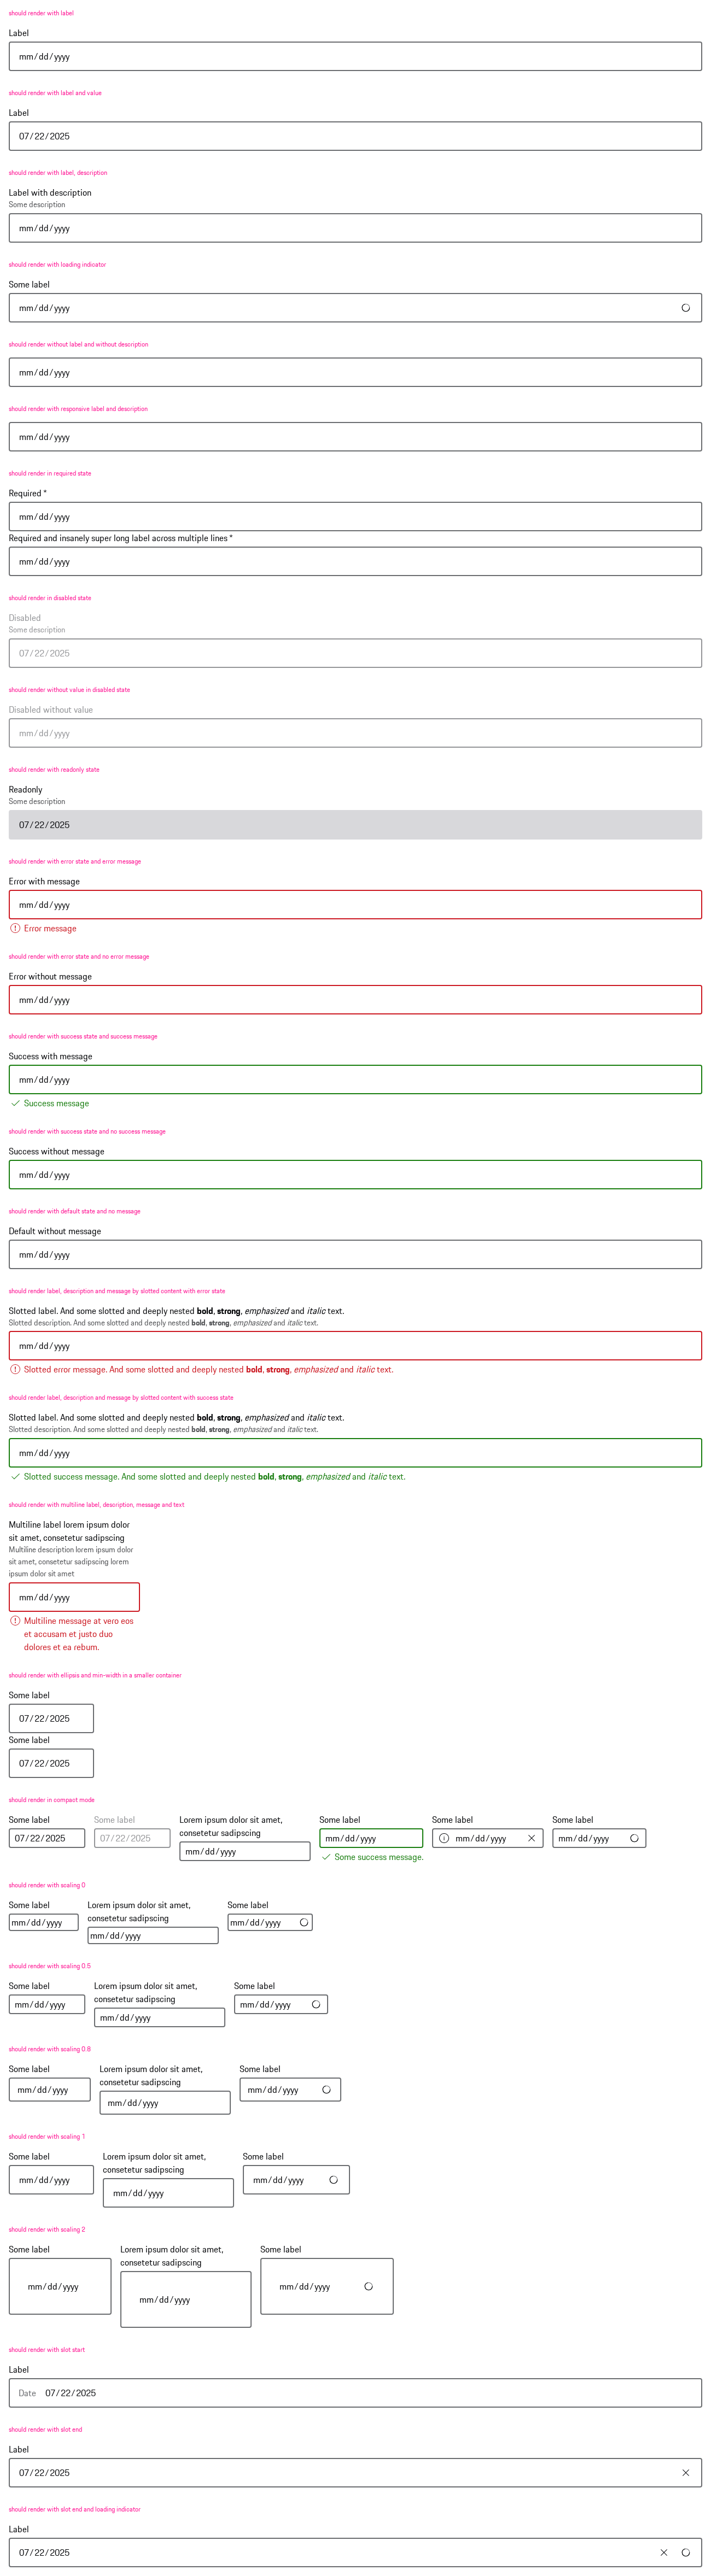 should render with label
Label
mm/dd/yyyy
should render with label and value
Label
07/22/2025
should render with label, description
Label with description
Some description
mm/dd/yyyy
should render with loading indicator
Some label
mm/dd/yyyy
should render without label and without description
mm/dd/yyyy
should render with responsive label and description
mm/dd/yyyy
should render in required state
Required *
mm/dd/yyyy
Required and insanely super long label across multiple lines *
mm/dd/yyyy
should render in disabled state
Disabled
Some description
07/22/2025
should render without value in disabled state
Disabled without value
mm/dd/yyyy
should render with readonly state
Readonly
Some description
07/22/2025
should render with error state and error message
Error with message
mm/dd/yyyy
Error message
should render with error state and no error message
Error without message
mm/dd/yyyy
should render with success state and success message
Success with message
mm/dd/yyyy
Success message
should render with success state and no success message
Success without message
mm/dd/yyyy
should render with default state and no message
Default without message
mm/dd/yyyy
should render label, description and message by slotted content with error state
Slotted label. And some slotted and deeply nested bold, strong, emphasized and italic text.
Slotted description. And some slotted and deeply nested bold, strong, emphasized and italic text.
mm/dd/yyyy
Slotted error message. And some slotted and deeply nested bold, strong, emphasized and italic text.
should render label, description and message by slotted content with success state
Slotted label. And some slotted and deeply nested bold, strong, emphasized and italic text.
Slotted description. And some slotted and deeply nested bold, strong, emphasized and italic text.
mm/dd/yyyy
Slotted success message. And some slotted and deeply nested bold, strong, emphasized and italic text.
should render with multiline label, description, message and text
Multiline label lorem ipsum dolor
sit amet, consetetur sadipscing
Multiline description lorem ipsum dolor
sit amet, consetetur sadipscing lorem
ipsum dolor sit amet
mm/dd/yyyy
Multiline message at vero eos
et accusam et justo duo
dolores et ea rebum.
should render with ellipsis and min-width in a smaller container
Some label
07/22/2025
Some label
07/22/2025
should render in compact mode
Some label
07/22/2025
Some label
07/22/2025
Lorem ipsum dolor sit amet,
consetetur sadipscing
mm/dd/yyyy
Some label
mm/dd/yyyy
Some success message.
Some label
mm/dd/yyyy
Some label
mm/dd/yyyy
should render with scaling 0
Some label
mm/dd/yyyy
Lorem ipsum dolor sit amet,
consetetur sadipscing
mm/dd/yyyy
Some label
mm/dd/yyyy
should render with scaling 0.5
Some label
mm/dd/yyyy
Lorem ipsum dolor sit amet,
consetetur sadipscing
mm/dd/yyyy
Some label
mm/dd/yyyy
should render with scaling 0.8
Some label
mm/dd/yyyy
Lorem ipsum dolor sit amet,
consetetur sadipscing
mm/dd/yyyy
Some label
mm/dd/yyyy
should render with scaling 1
Some label
mm/dd/yyyy
Lorem ipsum dolor sit amet,
consetetur sadipscing
mm/dd/yyyy
Some label
mm/dd/yyyy
should render with scaling 2
Some label
mm/dd/yyyy
Lorem ipsum dolor sit amet,
consetetur sadipscing
mm/dd/yyyy
Some label
mm/dd/yyyy
should render with slot start
Label
Date 07/22/2025
should render with slot end
Label
07/22/2025
should render with slot end and loading indicator
Label
07/22/2025